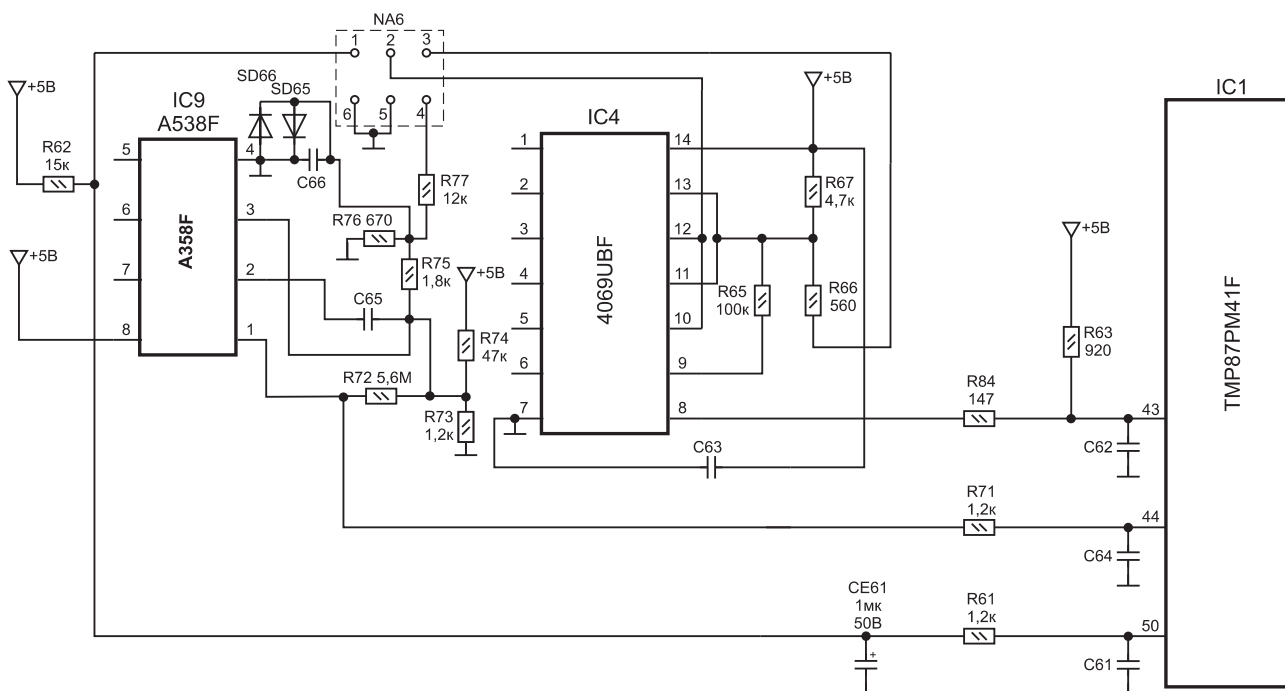 NA6
1 2 3
6 5 4
+5В
SD66
SD65
IC9
A538F
R62
15к
5
6
7
8
A358F
4
3
2
1
C66
R77
12к
R76 670
R75
1,8к
+5В
C65
+5В
R74
47к
R72 5,6М
R73
1,2к
IC4
1
2
3
4
5
6
7
4069UBF
14
13
12
11
10
9
8
+5В
R67
4,7к
R65
100к
R66
560
C63
+5В
R63
920
R84
147
43
C62
R71
1,2к
44
C64
CE61
1мк
50В
+
R61
1,2к
50
C61
IC1
TMP87PM41F